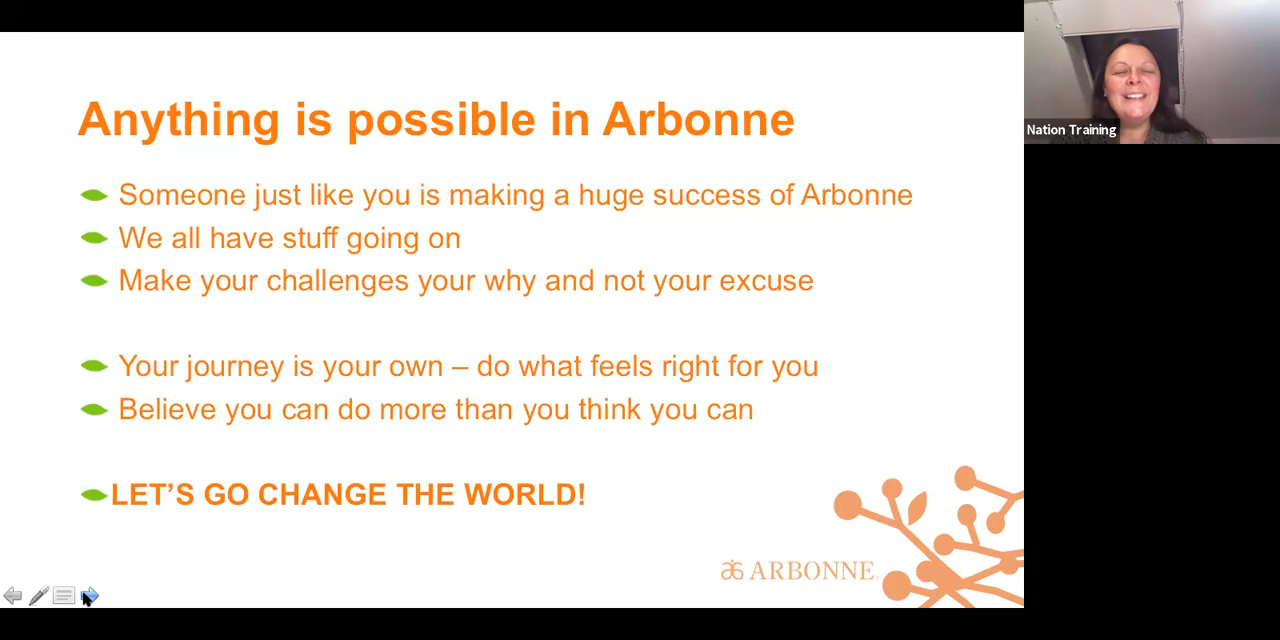 Anything is possible in Arbonne
Someone just like you is making a huge success of Arbonne
We all have stuff going on
Make your challenges your why and not your excuse
Your journey is your own – do what feels right for you
Believe you can do more than you think you can
LET’S GO CHANGE THE WORLD!
ARBONNE
Nation Training